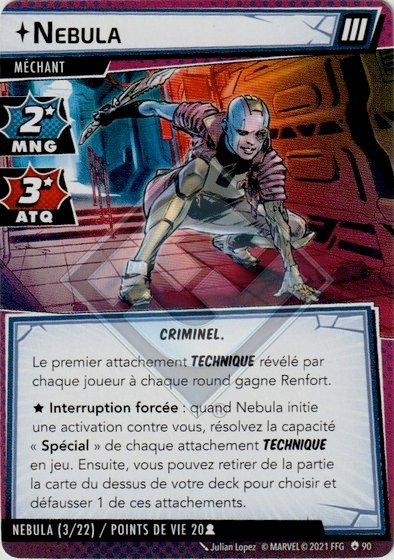 NEBULA
III
MÉCHANT
2
MNG
3
ATQ
CRIMINEL.
Le premier attachement TECHNIQUE révélé par
chaque joueur à chaque round gagne Renfort.
★ Interruption forcée : quand Nebula initie
une activation contre vous, résolvez la capacité
« Spécial » de chaque attachement TECHNIQUE
en jeu. Ensuite, vous pouvez retirer de la partie
la carte du dessus de votre deck pour choisir et
défausser 1 de ces attachements.
NEBULA (3/22) / POINTS DE VIE 20
Julian Lopez © MARVEL © 2021 FFG 90